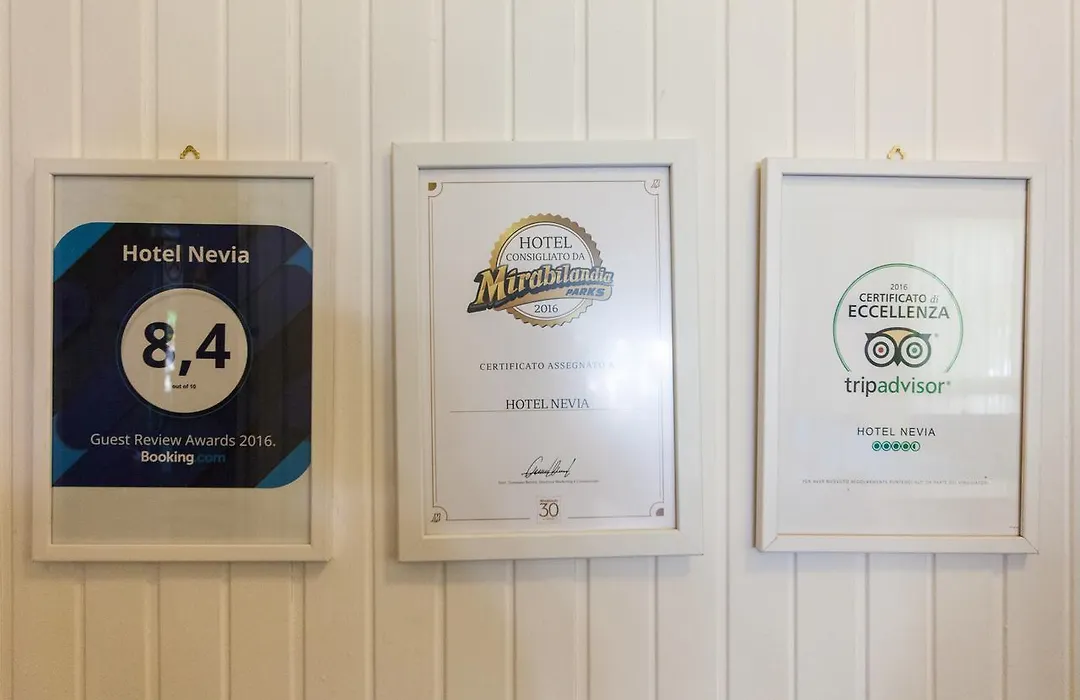 Hotel Nevia
8,4
out of 10
Guest Review Awards 2016.
Booking.com
HOTEL
CONSIGLIATO DA
Mirabilandia
PARKS
2016
CERTIFICATO ASSEGNATO A
HOTEL NEVIA
30
2016
CERTIFICATO di
ECCELLENZA
tripadvisor®
HOTEL NEVIA